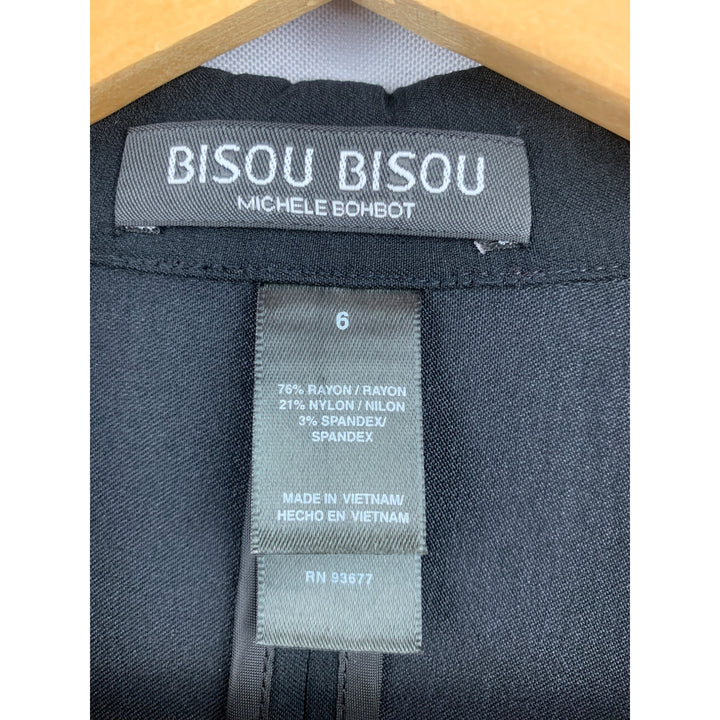 BISOU BISOU
MICHELE BOHBOT
6
76% RAYON / RAYON
21% NYLON / NILON
3% SPANDEX/
SPANDEX
MADE IN VIETNAM/
HECHO EN VIETNAM
RN 93677